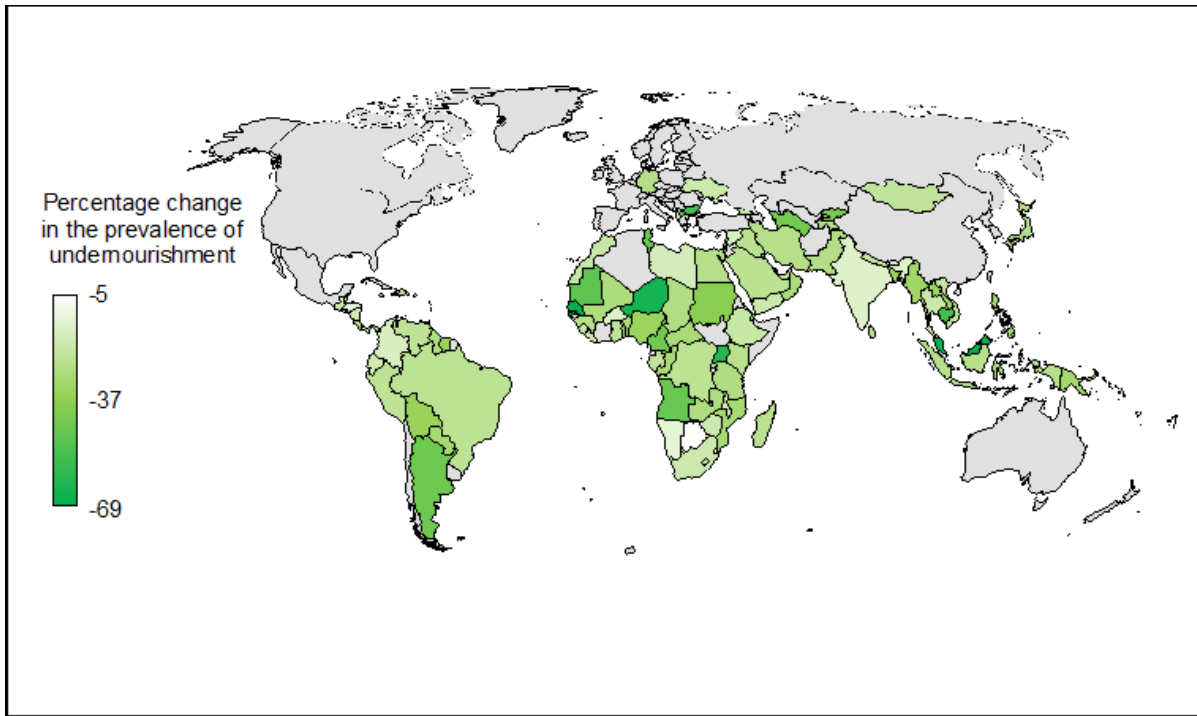 Percentage change
in the prevalence of
undernourishment
-5
-37
-69